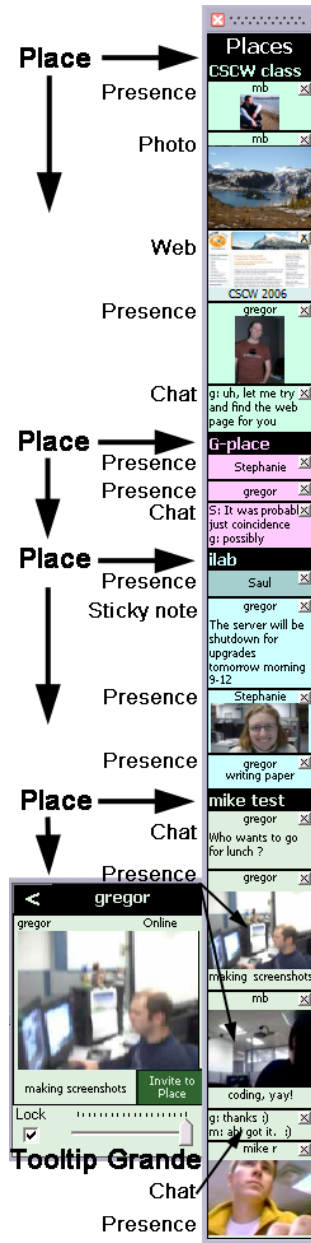 Places
Place
CSCW class
Presence
mb
Photo
mb
Web
CSCW 2006
Presence
gregor
Chat
g: uh, let me try
and find the web
page for you
Place
G-place
Presence
Stephanie
Presence
gregor
Chat
S: It was probabl
just coincidence
g: possibly
Place
ilab
Presence
Saul
Sticky note
gregor
The server will be
shutdown for
upgrades
tomorrow morning
9-12
Presence
Stephanie
Presence
gregor
writing paper
Place
mike test
Chat
gregor
Who wants to go
for lunch ?
Presence
gregor
making screenshots
< gregor
gregor Online
making screenshots
Invite to
Place
Lock
Tooltip Grande
mb
coding, yay!
Chat
g: thanks :)
m: ah! got it. :)
Presence
mike r